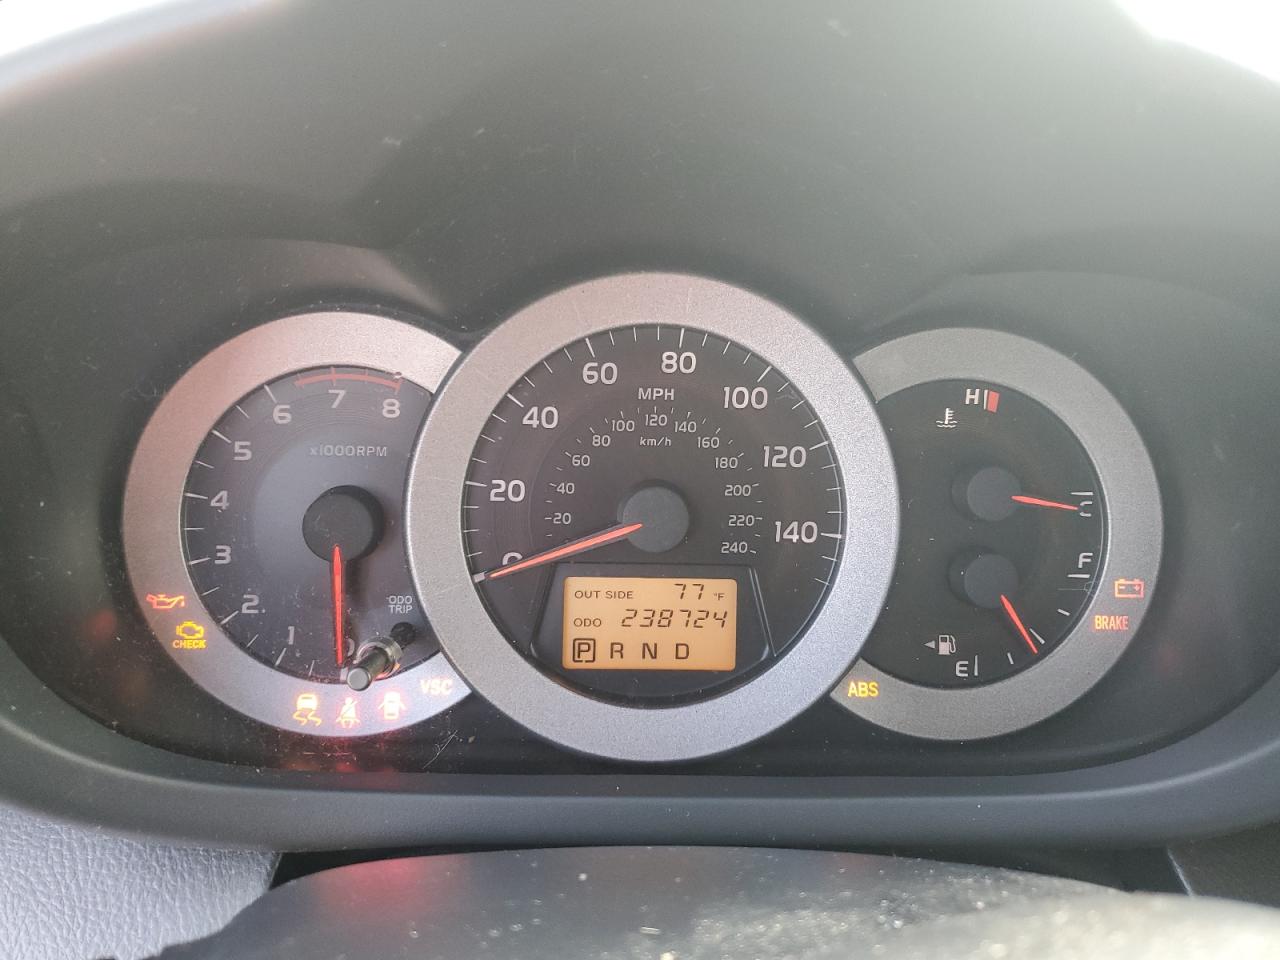 x1000RPM
0
1
2
3
4
5
6
7
8
ODO
TRIP
CHECK
VSC
MPH
0
20
40
60
80
100
120
140
km/h
20
40
60
80
100
120
140
160
180
200
220
240
OUT SIDE 77 °F
ODO 238724
P R N D
H
C
F
E
BRAKE
ABS